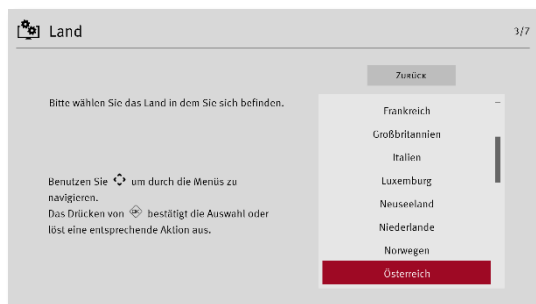 Land
3/7
Zurück
Bitte wählen Sie das Land in dem Sie sich befinden.
Frankreich
Großbritannien
Italien
Luxemburg
Neuseeland
Niederlande
Norwegen
Österreich
Benutzen Sie um durch die Menüs zu
navigieren.
Das Drücken von OK bestätigt die Auswahl oder
löst eine entsprechende Aktion aus.